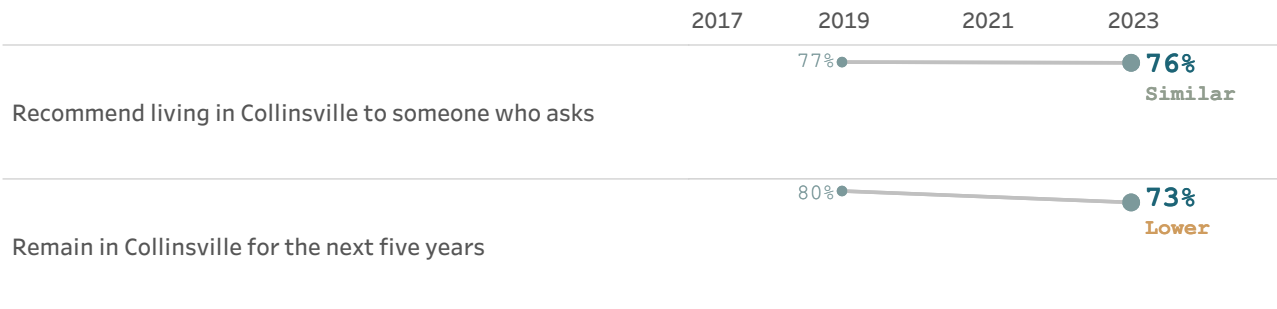 2017 2019 2021 2023
77% 76%
Similar
Recommend living in Collinsville to someone who asks
80% 73%
Lower
Remain in Collinsville for the next five years